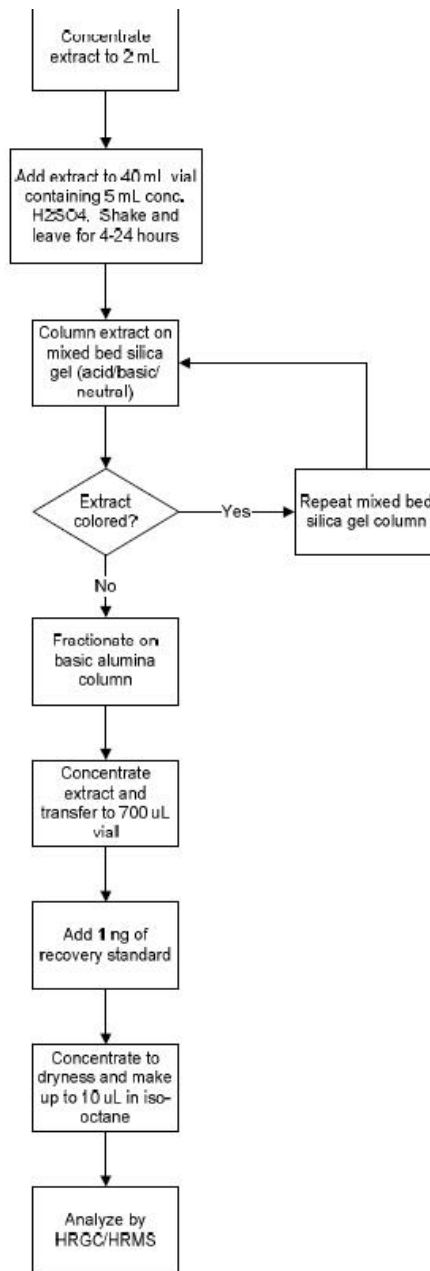 Concentrate
extract to 2 mL
Add extract to 40 mL vial
containing 5 mL conc.
H2SO4. Shake and
leave for 4-24 hours
Column extract on
mixed bed silica
gel (acid/basic/
neutral)
Extract
colored?
Yes
Repeat mixed bed
silica gel column
No
Fractionate on
basic alumina
column
Concentrate
extract and
transfer to 700 uL
viall
Add 1 ng of
recovery standard
Concentrate to
dryness and make
up to 10 uL in iso-
octane
Analyze by
HRGC/HRMS